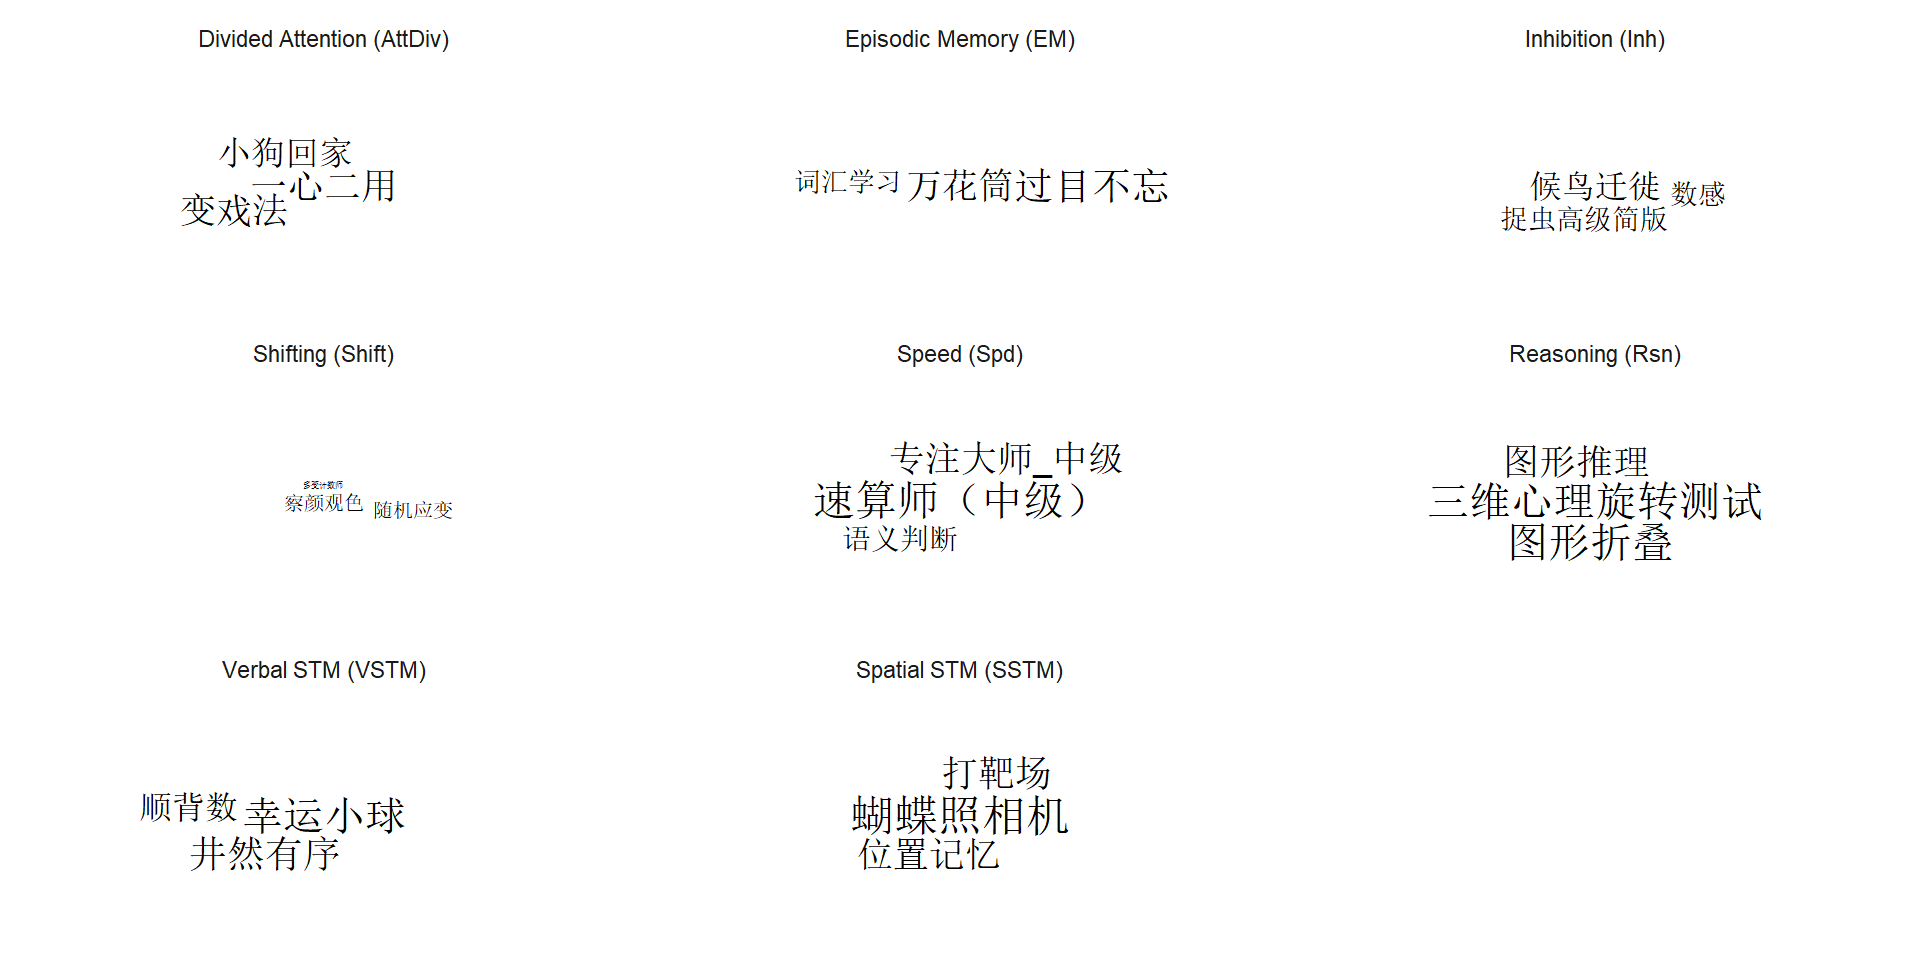 Divided Attention (AttDiv)
小狗回家
一心二用
变戏法
Episodic Memory (EM)
词汇学习 万花筒过目不忘
Inhibition (Inh)
候鸟迁徙 数感
捉虫高级简版
Shifting (Shift)
多变计数师
察颜观色 随机应变
Speed (Spd)
专注大师_中级
速算师（中级）
语义判断
Reasoning (Rsn)
图形推理
三维心理旋转测试
图形折叠
Verbal STM (VSTM)
顺背数 幸运小球
井然有序
Spatial STM (SSTM)
打靶场
蝴蝶照相机
位置记忆